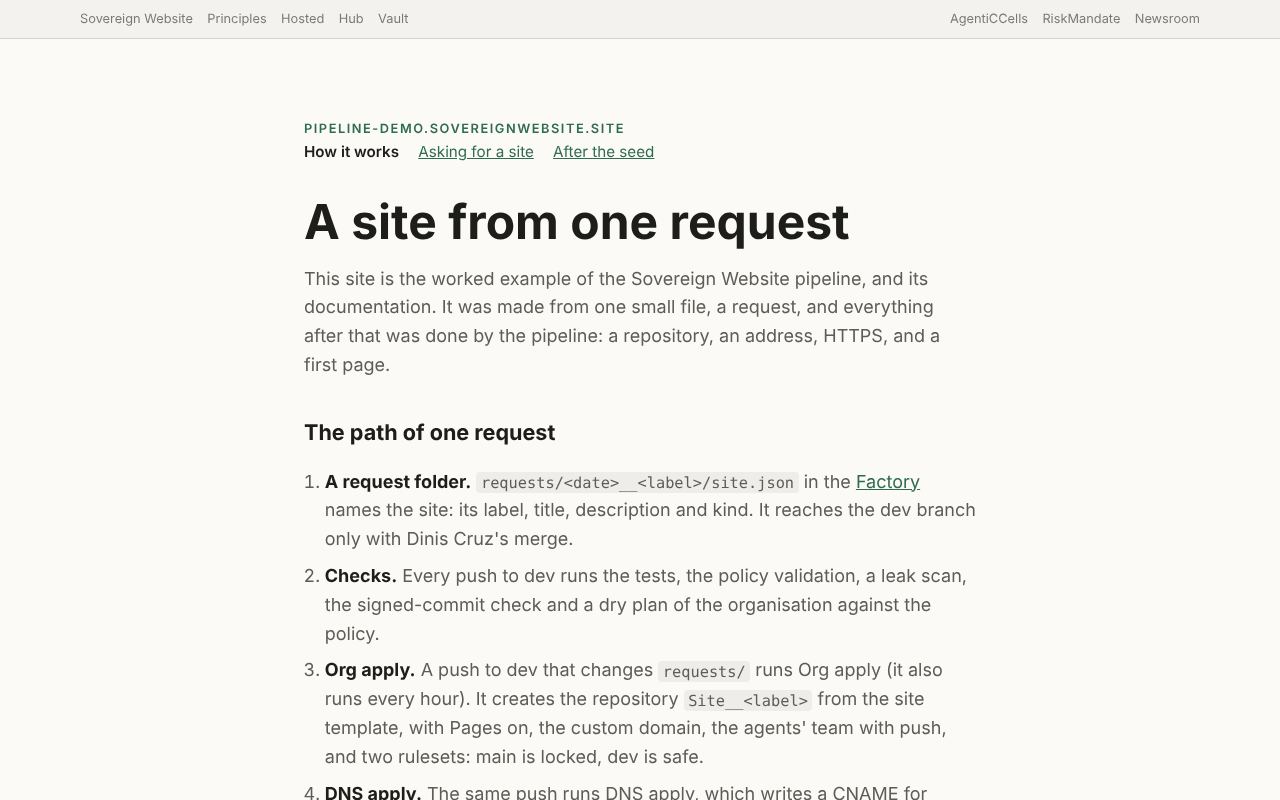 Sovereign Website Principles Hosted Hub Vault AgentiCCells RiskMandate Newsroom
PIPELINE-DEMO.SOVEREIGNWEBSITE.SITE
How it works Asking for a site After the seed
A site from one request
This site is the worked example of the Sovereign Website pipeline, and its
documentation. It was made from one small file, a request, and everything
after that was done by the pipeline: a repository, an address, HTTPS, and a
first page.
The path of one request
1. A request folder. requests/<date>__<label>/site.json in the Factory
names the site: its label, title, description and kind. It reaches the dev branch
only with Dinis Cruz's merge.
2. Checks. Every push to dev runs the tests, the policy validation, a leak scan,
the signed-commit check and a dry plan of the organisation against the
policy.
3. Org apply. A push to dev that changes requests/ runs Org apply (it also
runs every hour). It creates the repository Site__<label> from the site
template, with Pages on, the custom domain, the agents' team with push,
and two rulesets: main is locked, dev is safe.
4. DNS apply. The same push runs DNS apply, which writes a CNAME for